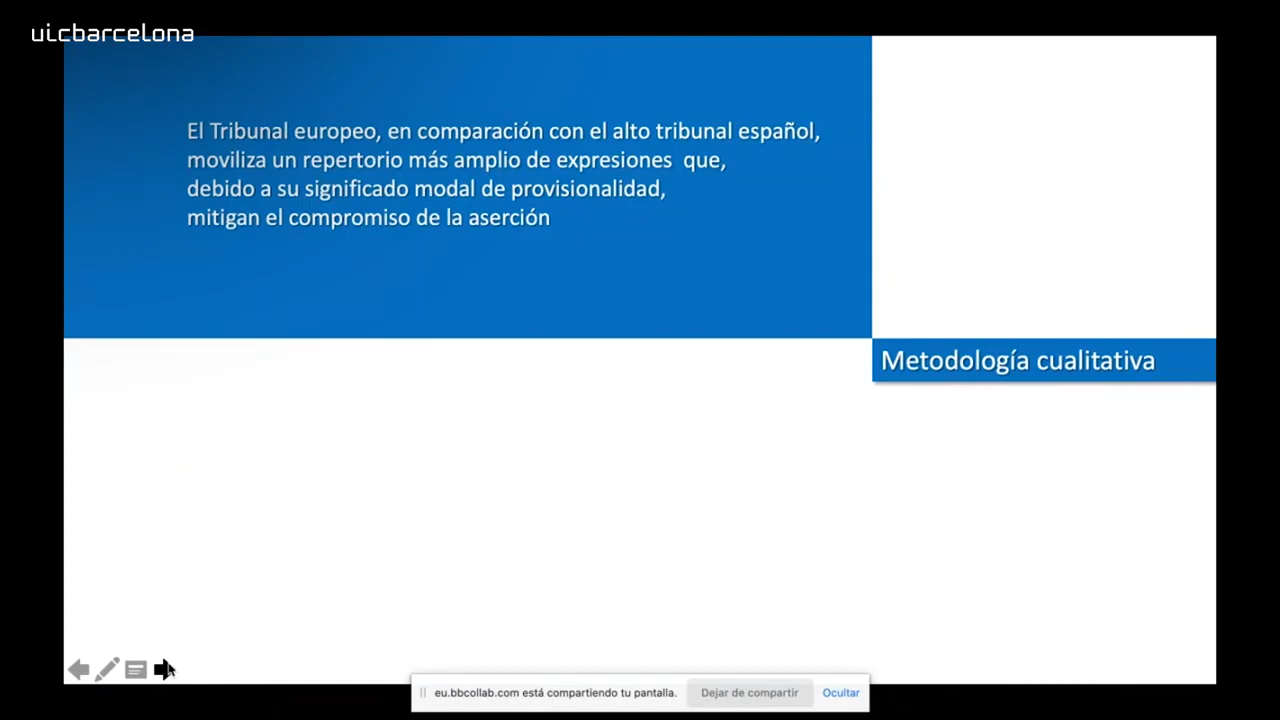 uicbarcelona
El Tribunal europeo, en comparación con el alto tribunal español,
moviliza un repertorio más amplio de expresiones que,
debido a su significado modal de provisionalidad,
mitigan el compromiso de la aserción
Metodología cualitativa
eu.bbcollab.com está compartiendo tu pantalla. Dejar de compartir Ocultar